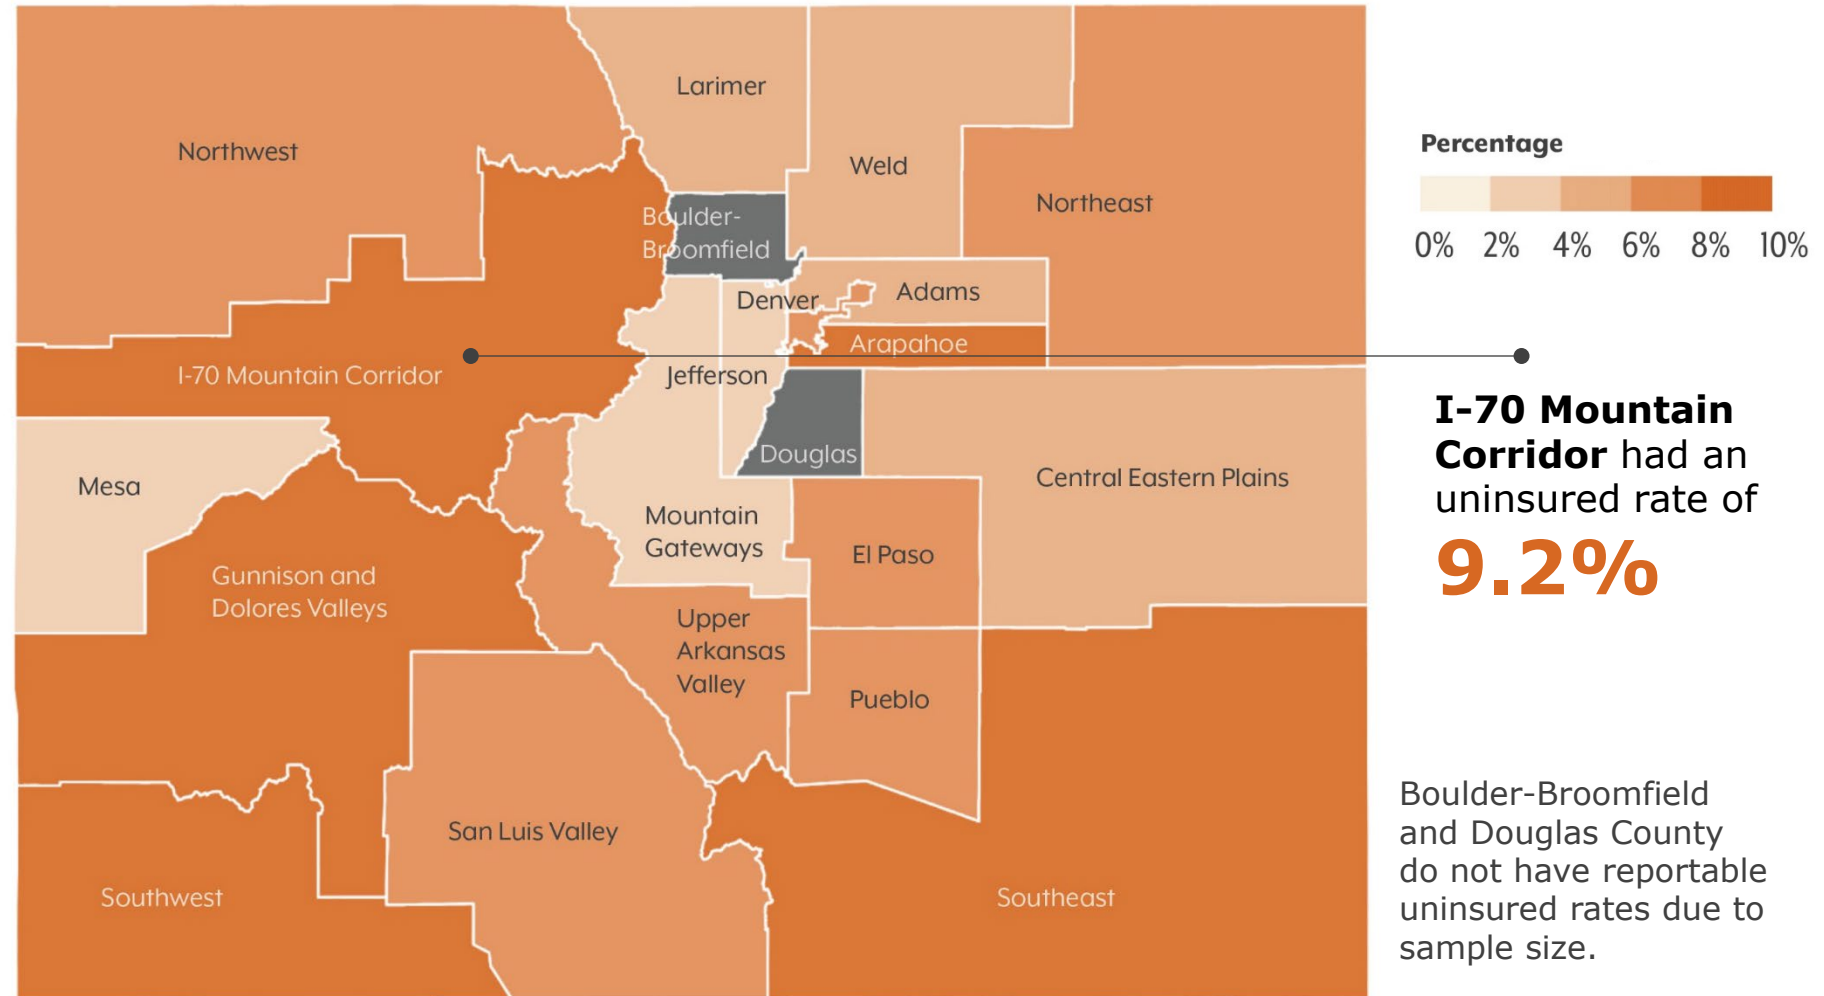 Larimer
Northwest
Weld
Northeast
Boulder-
Broomfield
Denver
Adams
Arapahoe
I-70 Mountain Corridor
Jefferson
Douglas
Mesa
Central Eastern Plains
Mountain
Gateways
El Paso
Gunnison and
Dolores Valleys
Upper
Arkansas
Valley
Pueblo
San Luis Valley
Southwest
Southeast
Percentage
0% 2% 4% 6% 8% 10%
I-70 Mountain
Corridor had an
uninsured rate of
9.2%
Boulder-Broomfield
and Douglas County
do not have reportable
uninsured rates due to
sample size.